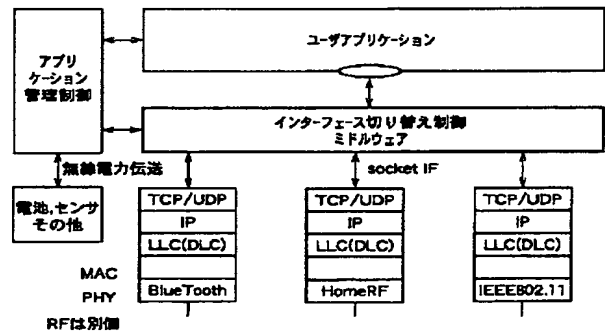 アプリ
ケーション
管理制御
ユーザアプリケーション
インターフェース切り替え制御
ミドルウェア
無線電力伝送
socket IF
電池,センサ
その他
TCP/UDP
IP
LLC(DLC)
BlueTooth
TCP/UDP
IP
LLC(DLC)
HomeRF
TCP/UDP
IP
LLC(DLC)
IEEE802.11
MAC
PHY
RFは別個